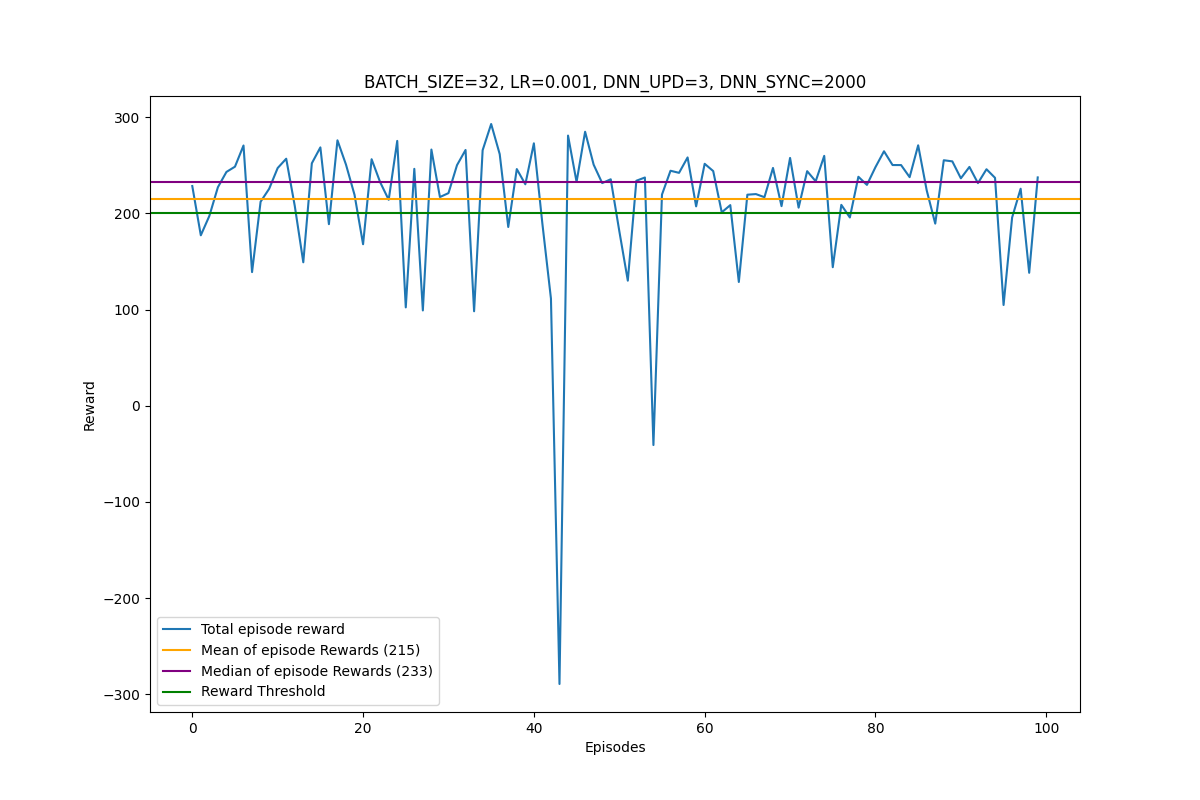 BATCH_SIZE=32, LR=0.001, DNN_UPD=3, DNN_SYNC=2000
300
200
100
0
−100
−200
−300
Reward
Total episode reward
Mean of episode Rewards (215)
Median of episode Rewards (233)
Reward Threshold
0 20 40 60 80 100
Episodes